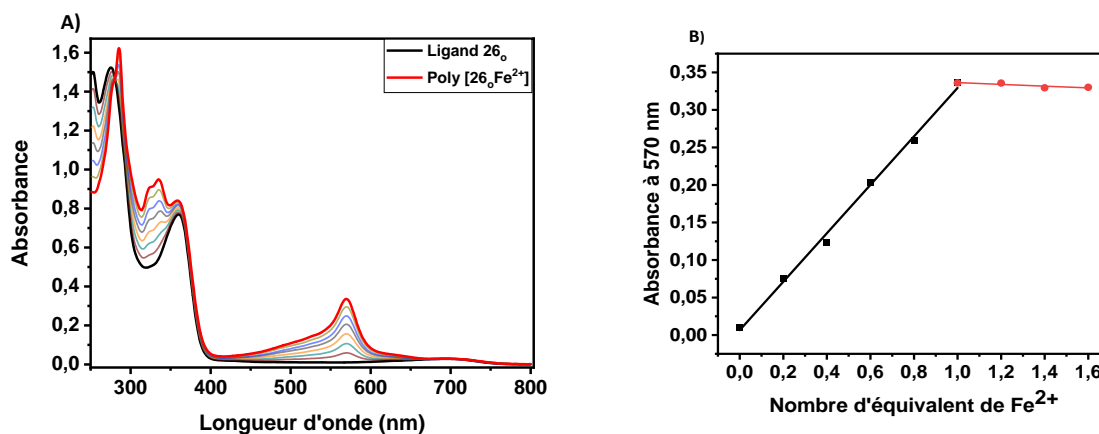 A)
Ligand 26o
Poly [26oFe2+]
Absorbance
1,6
1,4
1,2
1,0
0,8
0,6
0,4
0,2
0,0
300 400 500 600 700 800
Longueur d'onde (nm)
B)
Absorbance à 570 nm
0,35
0,30
0,25
0,20
0,15
0,10
0,05
0,00
0,0 0,2 0,4 0,6 0,8 1,0 1,2 1,4 1,6
Nombre d'équivalent de Fe2+